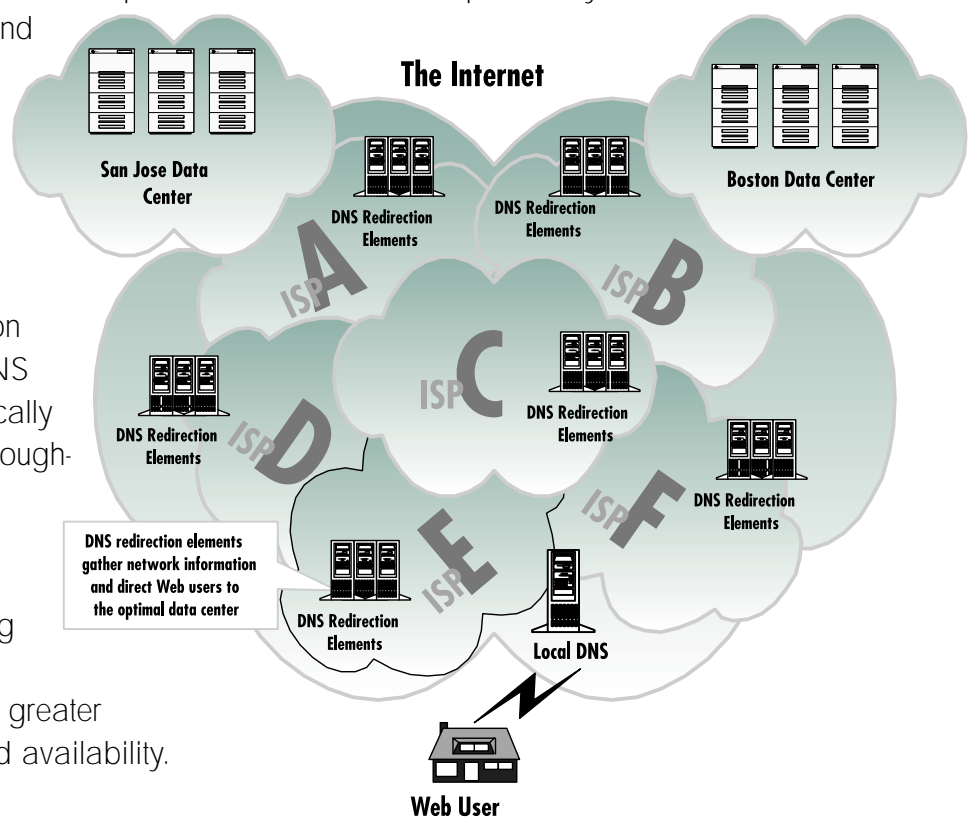 nd
The Internet
San Jose Data
Center
Boston Data Center
DNS Redirection
Elements
DNS Redirection
Elements
ISP A
ISP B
on
NS
cally
ough-
ISP C
DNS Redirection
Elements
DNS Redirection
Elements
ISP D
DNS Redirection
Elements
ISP F
DNS redirection elements
gather network information
and direct Web users to
the optimal data center
ISP E
DNS Redirection
Elements
g
Local DNS
greater
d availability.
Web User